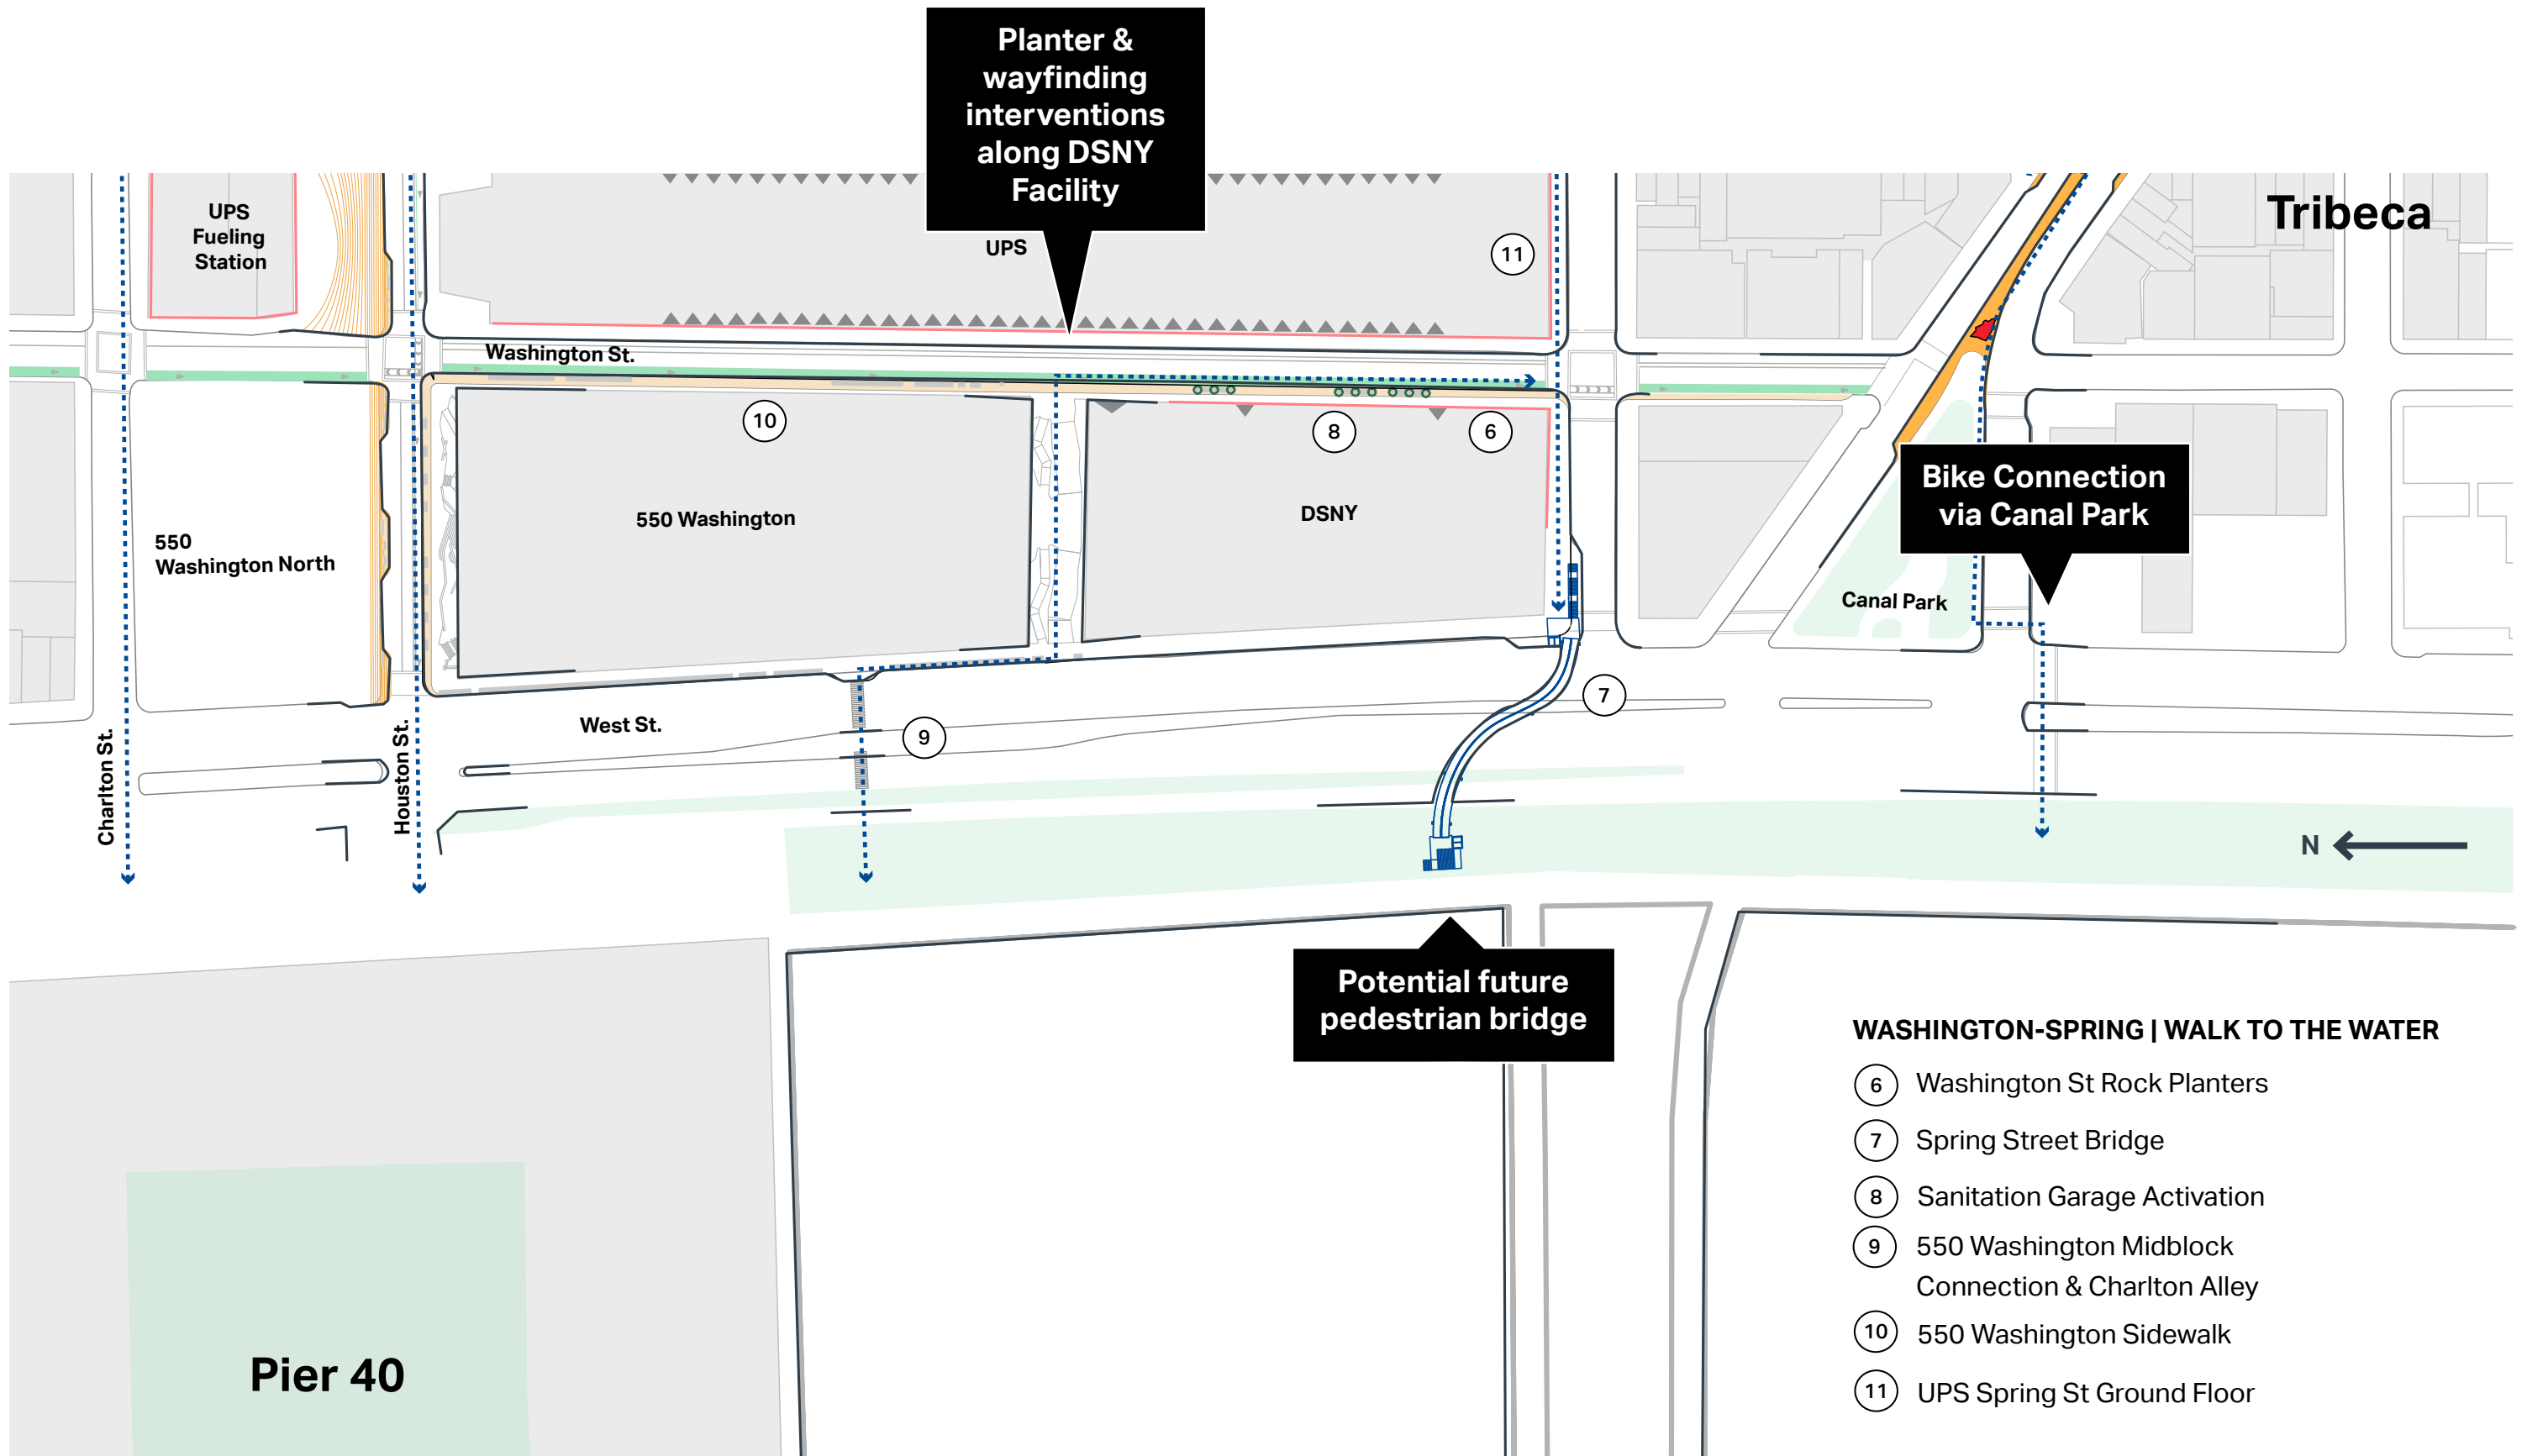 Planter &
wayfinding
interventions
along DSNY
Facility
UPS
Fueling
Station
UPS
11
Tribeca
Washington St.
10
8
6
550 Washington
DSNY
550
Washington North
Bike Connection
via Canal Park
Canal Park
7
9
West St.
Charlton St.
Houston St.
N
Potential future
pedestrian bridge
Pier 40
WASHINGTON-SPRING | WALK TO THE WATER
6 Washington St Rock Planters
7 Spring Street Bridge
8 Sanitation Garage Activation
9 550 Washington Midblock
Connection & Charlton Alley
10 550 Washington Sidewalk
11 UPS Spring St Ground Floor